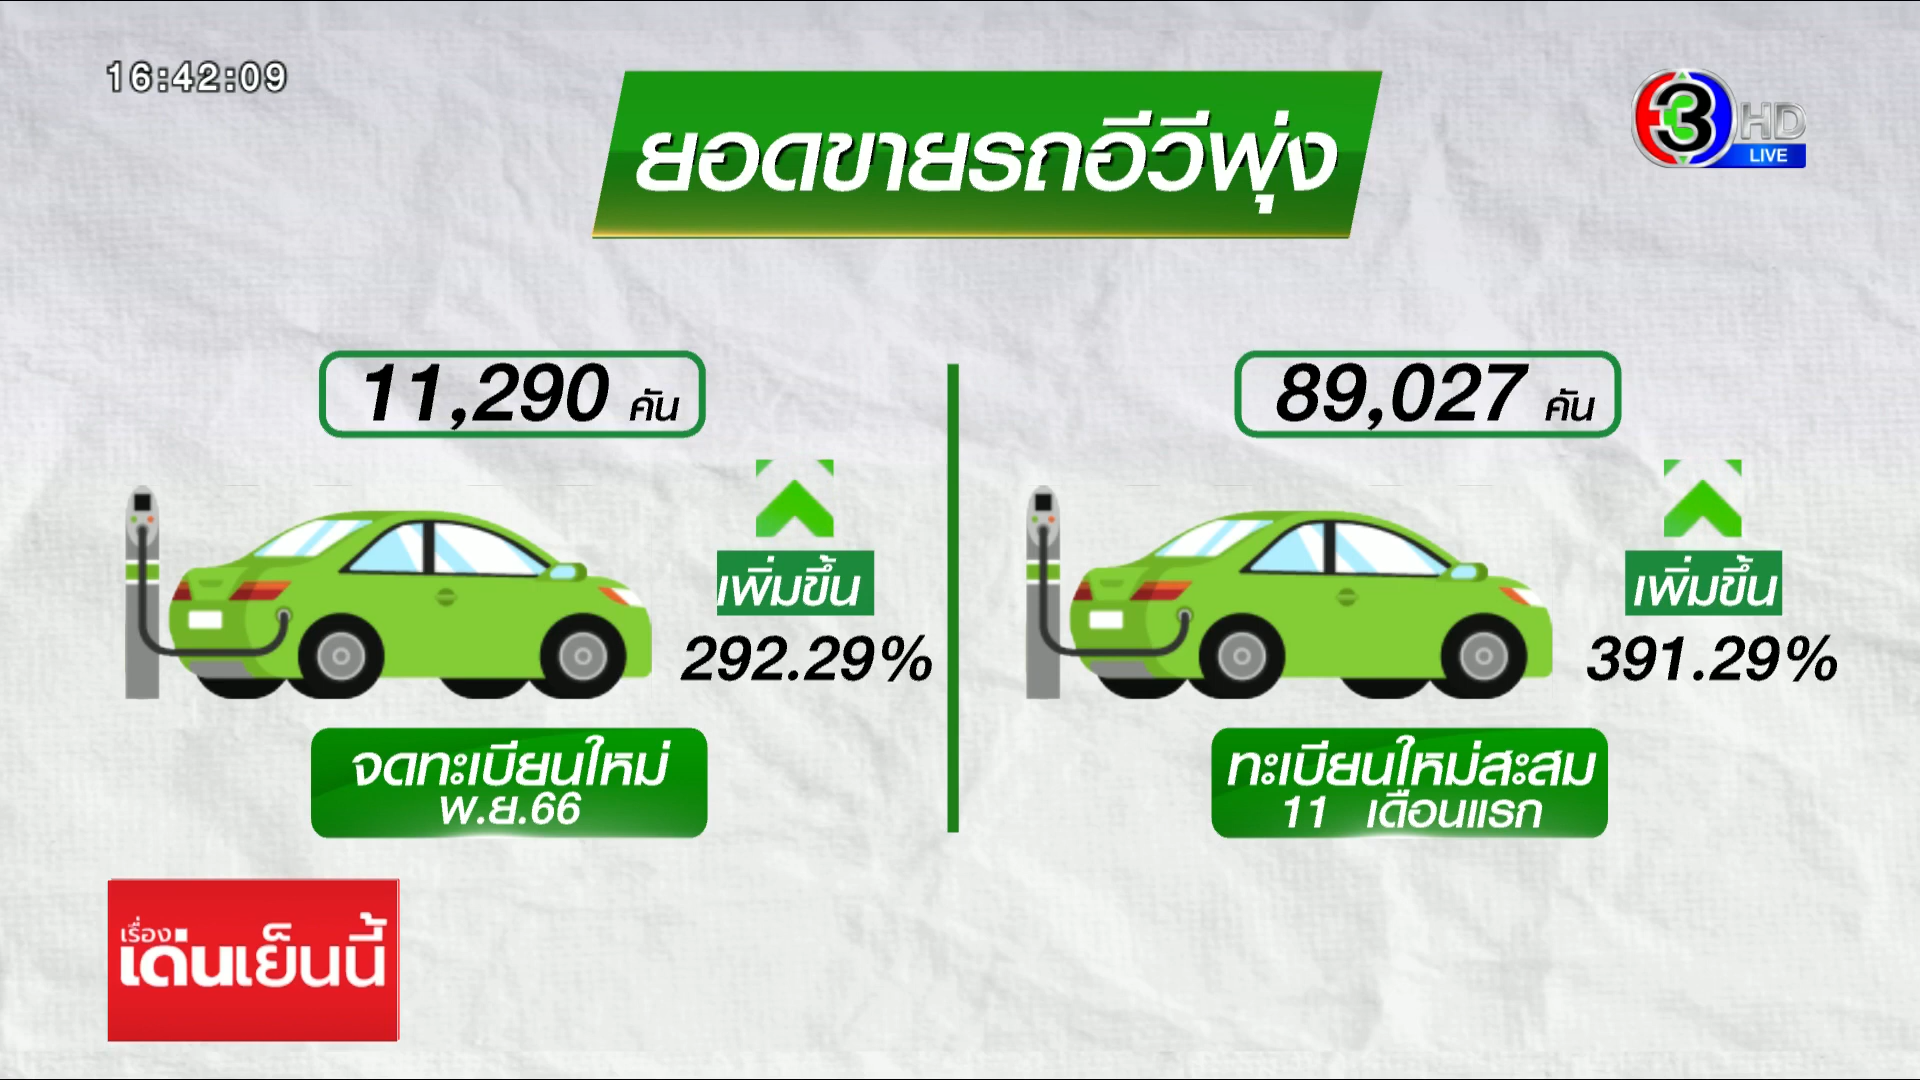 16:42:09
ยอดขายรถอีวีพุ่ง
3 HD
LIVE
11,290 คัน
เพิ่มขึ้น
292.29%
จดทะเบียนใหม่
พ.ย.66
89,027 คัน
เพิ่มขึ้น
391.29%
ทะเบียนใหม่สะสม
11 เดือนแรก
เรื่อง
เด่นเย็นนี้